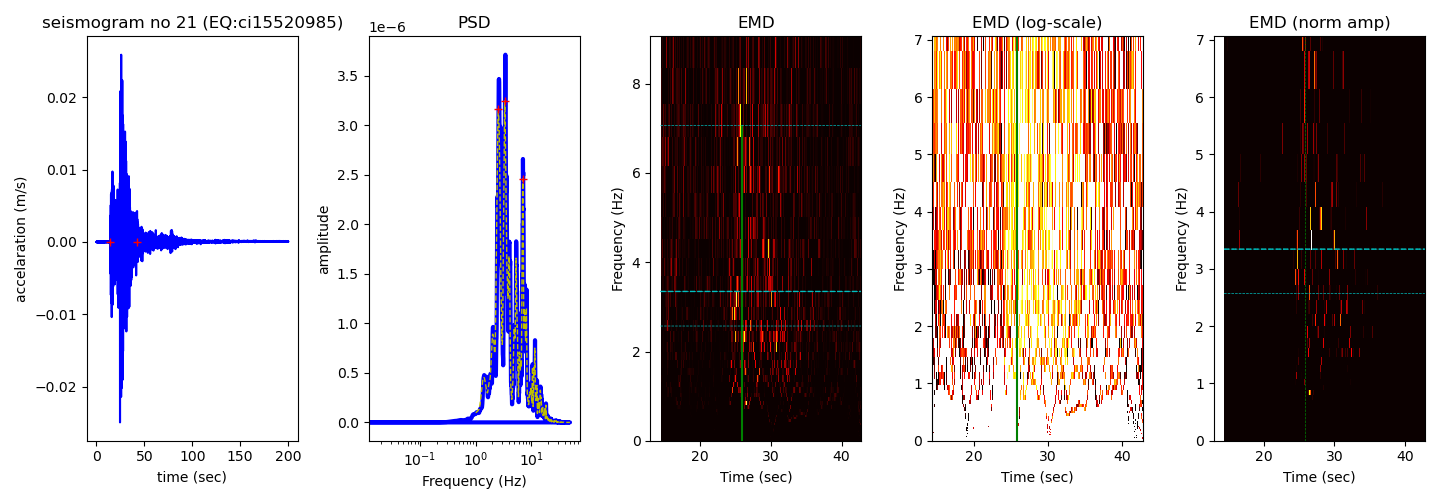 seismogram no 21 (EQ:ci15520985)
accelaration (m/s)
0.02
0.01
0.00
−0.01
−0.02
0 50 100 150 200
time (sec)
PSD
1e−6
amplitude
3.5
3.0
2.5
2.0
1.5
1.0
0.5
0.0
10−1 100 101
Frequency (Hz)
EMD
Frequency (Hz)
8
6
4
2
0
20 30 40
Time (sec)
EMD (log-scale)
Frequency (Hz)
7
6
5
4
3
2
1
0
20 30 40
Time (sec)
EMD (norm amp)
Frequency (Hz)
7
6
5
4
3
2
1
0
20 30 40
Time (sec)